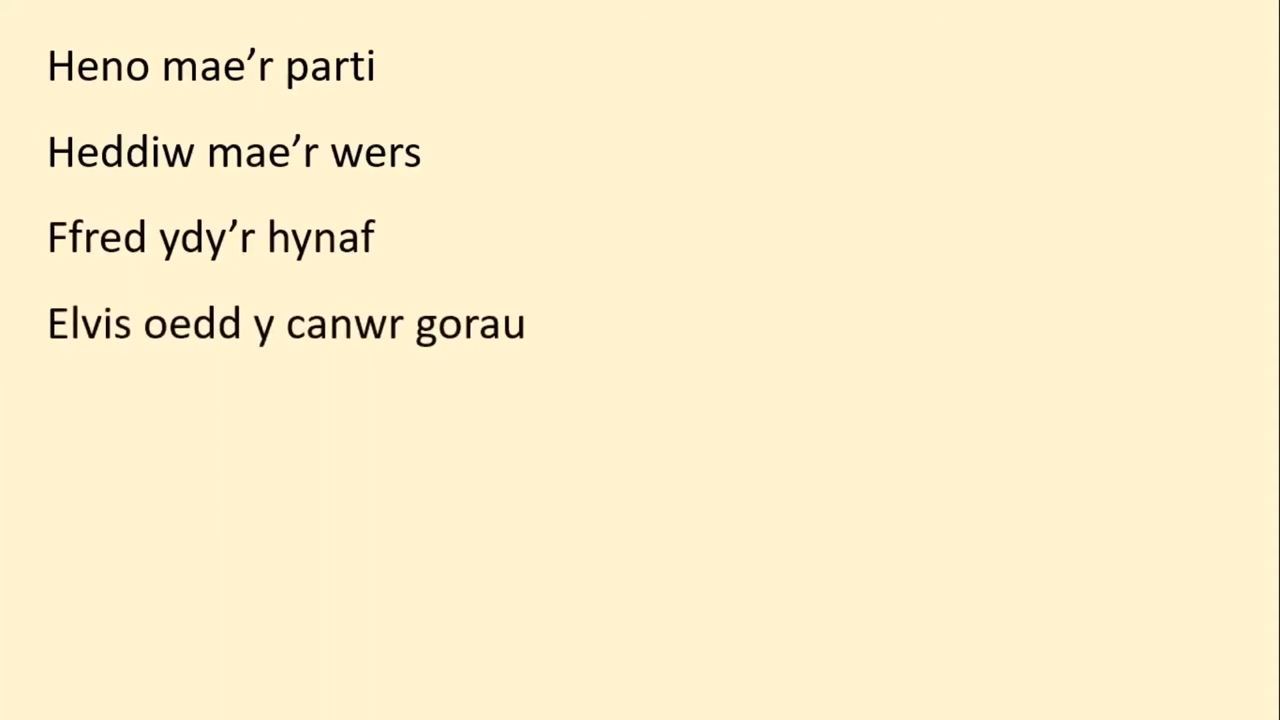 Heno mae’r parti
Heddiw mae’r wers
Ffred ydy’r hynaf
Elvis oedd y canwr gorau